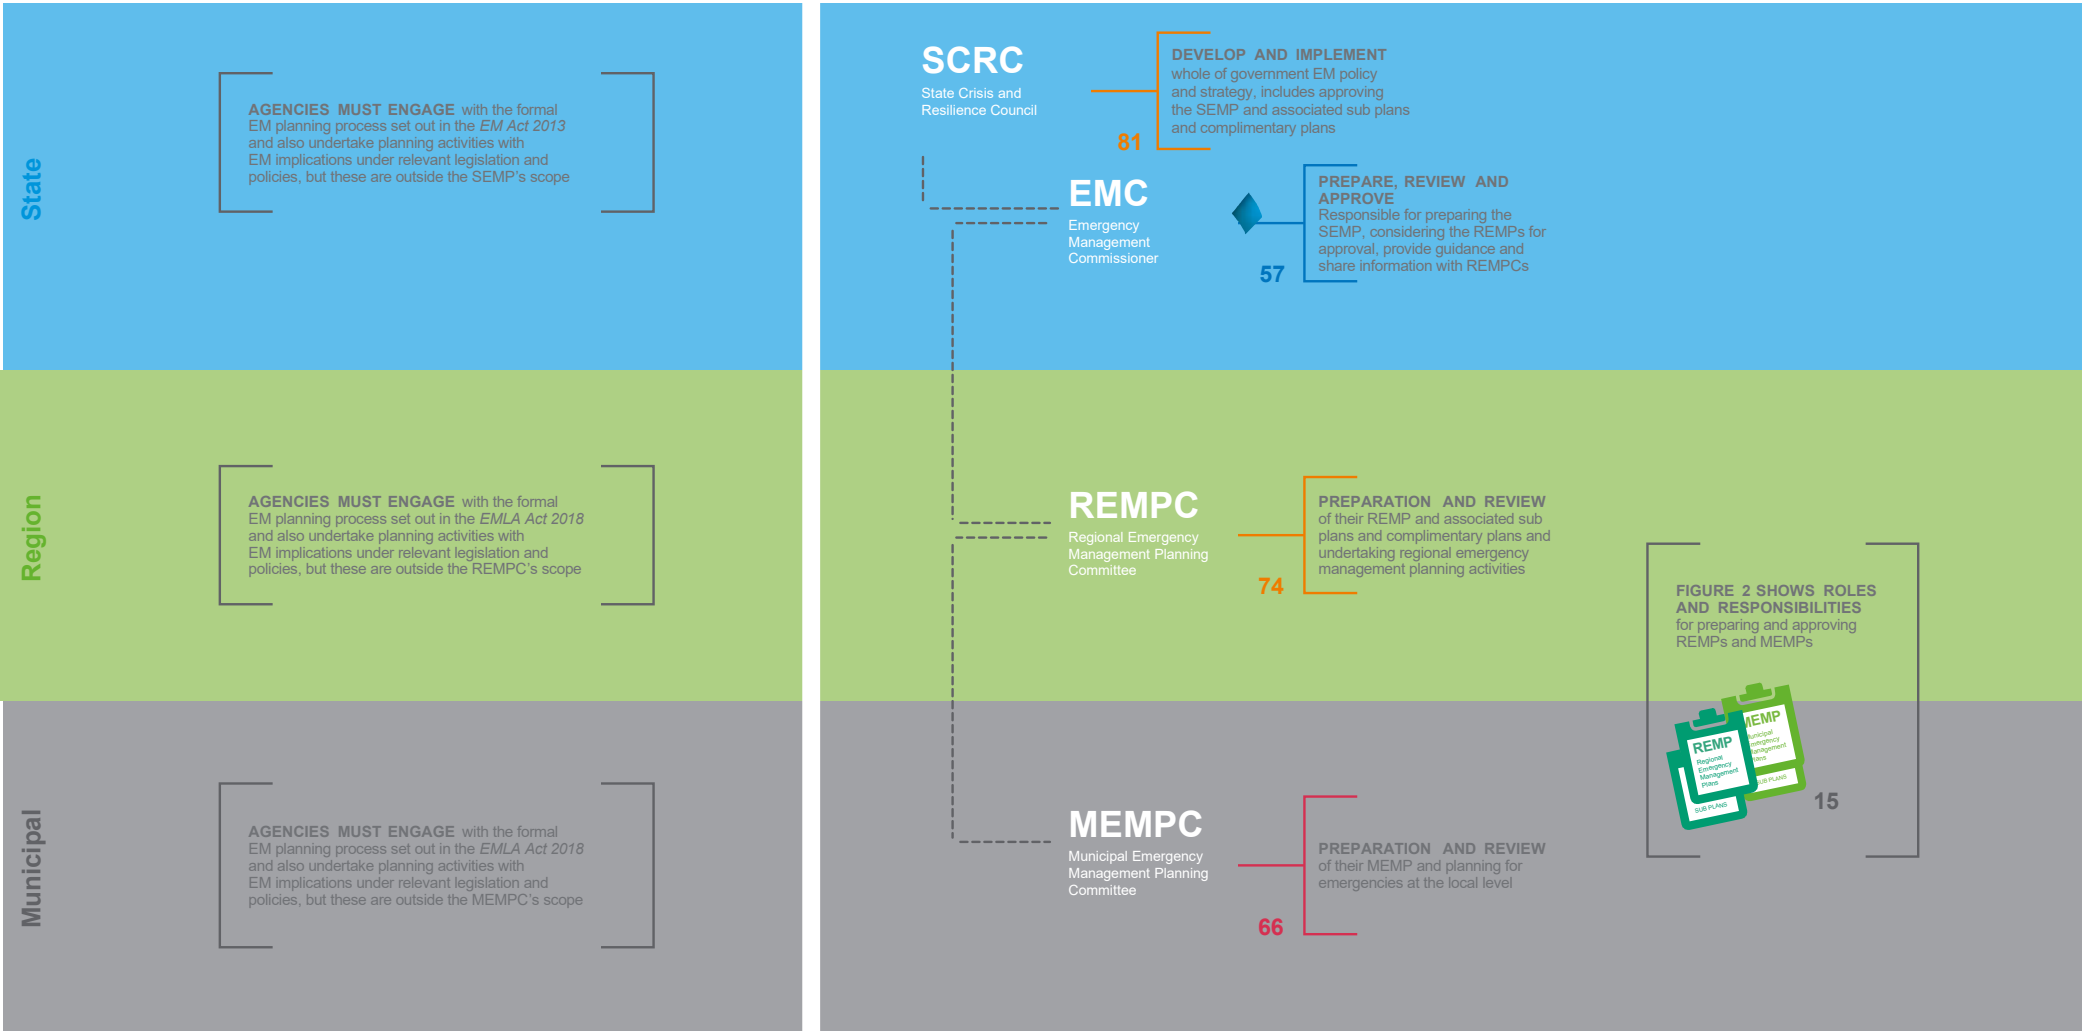 State
AGENCIES MUST ENGAGE with the formal
EM planning process set out in the EM Act 2013
and also undertake planning activities with
EM implications under relevant legislation and
policies, but these are outside the SEMP's scope
SCRC
State Crisis and
Resilience Council
81
DEVELOP AND IMPLEMENT
whole of government EM policy
and strategy, includes approving
the SEMP and associated sub plans
and complimentary plans
EMC
Emergency
Management
Commissioner
57
PREPARE, REVIEW AND
APPROVE
Responsible for preparing the
SEMP, considering the REMPs for
approval, provide guidance and
share information with REMPCs
Region
AGENCIES MUST ENGAGE with the formal
EM planning process set out in the EMLA Act 2018
and also undertake planning activities with
EM implications under relevant legislation and
policies, but these are outside the REMPC's scope
REMPC
Regional Emergency
Management Planning
Committee
74
PREPARATION AND REVIEW
of their REMP and associated sub
plans and complimentary plans and
undertaking regional emergency
management planning activities
FIGURE 2 SHOWS ROLES
AND RESPONSIBILITIES
for preparing and approving
REMPs and MEMPs
REMP
Regional
Emergency
Management
Plans
SUB PLANS
MEMP
Municipal
Emergency
Management
Plans
SUB PLANS
15
Municipal
AGENCIES MUST ENGAGE with the formal
EM planning process set out in the EMLA Act 2018
and also undertake planning activities with
EM implications under relevant legislation and
policies, but these are outside the MEMPC's scope
MEMPC
Municipal Emergency
Management Planning
Committee
66
PREPARATION AND REVIEW
of their MEMP and planning for
emergencies at the local level